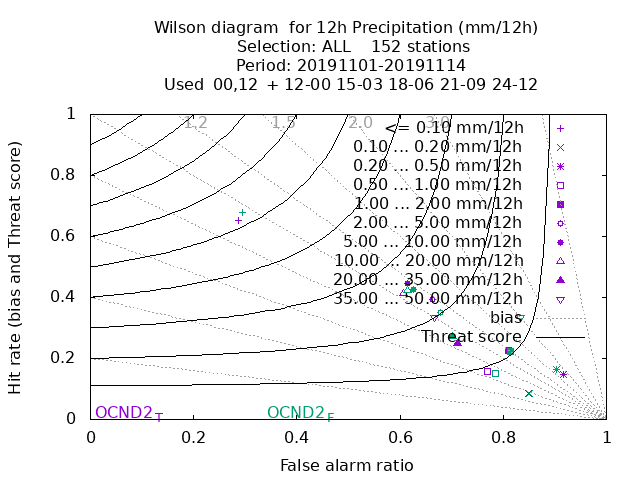 Wilson diagram  for 12h Precipitation (mm/12h)
Selection: ALL    152 stations
Period: 20191101-20191114
Used  00,12  + 12-00 15-03 18-06 21-09 24-12
Hit rate (bias and Threat score)
1
0.8
0.6
0.4
0.2
0
1.2 1.5 2.0 3.0
<= 0.10 mm/12h
0.10 ... 0.20 mm/12h
0.20 ... 0.50 mm/12h
0.50 ... 1.00 mm/12h
1.00 ... 2.00 mm/12h
2.00 ... 5.00 mm/12h
5.00 ... 10.00 mm/12h
10.00 ... 20.00 mm/12h
20.00 ... 35.00 mm/12h
35.00 ... 50.00 mm/12h
bias
Threat score
OCND2_T OCND2_F
0 0.2 0.4 0.6 0.8 1
False alarm ratio